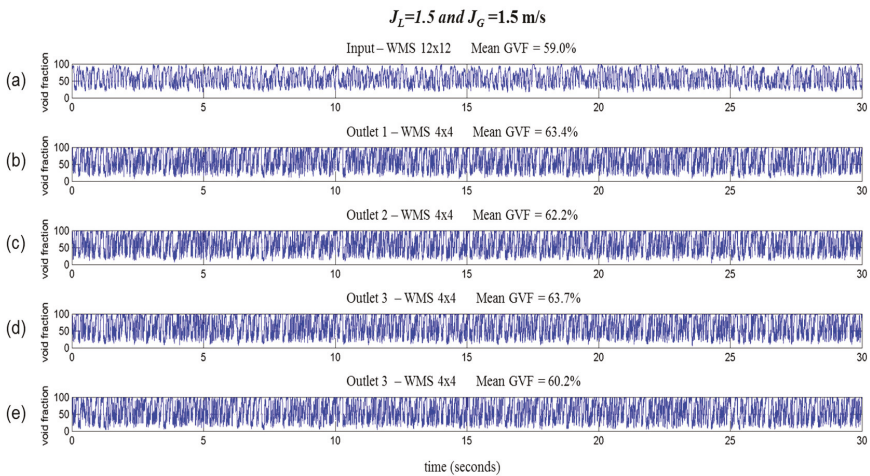 J_L=1.5 and J_G =1.5 m/s
Input – WMS 12x12 Mean GVF = 59.0%
(a)
void fraction
100
50
0
0 5 10 15 20 25 30
Outlet 1 – WMS 4x4 Mean GVF = 63.4%
(b)
void fraction
100
50
0
0 5 10 15 20 25 30
Outlet 2 – WMS 4x4 Mean GVF = 62.2%
(c)
void fraction
100
50
0
0 5 10 15 20 25 30
Outlet 3 – WMS 4x4 Mean GVF = 63.7%
(d)
void fraction
100
50
0
0 5 10 15 20 25 30
Outlet 3 – WMS 4x4 Mean GVF = 60.2%
(e)
void fraction
100
50
0
0 5 10 15 20 25 30
time (seconds)